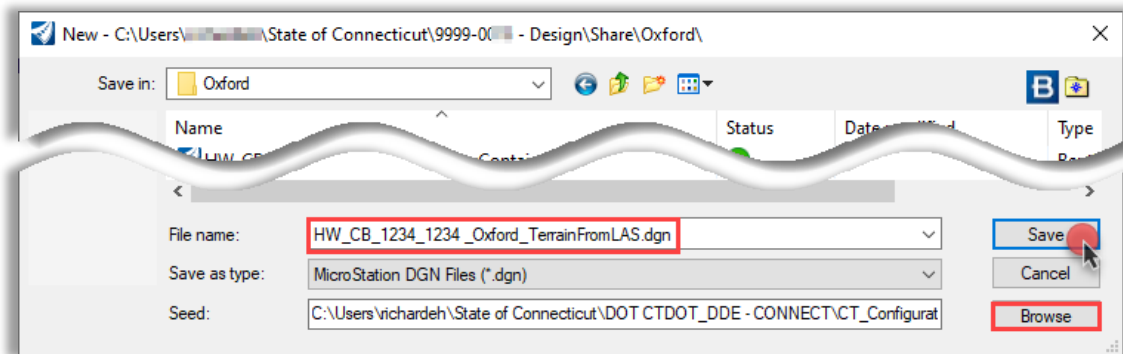 New - C:\Users\ \State of Connecticut\9999-00 - Design\Share\Oxford\
Save in: Oxford
Name Status Type
File name: HW_CB_1234_1234 _Oxford_TerrainFromLAS.dgn Save
Save as type: MicroStation DGN Files (*.dgn) Cancel
Seed: C:\Users\richardeh\State of Connecticut\DOT CTDOT_DDE - CONNECT\CT_Configurat Browse